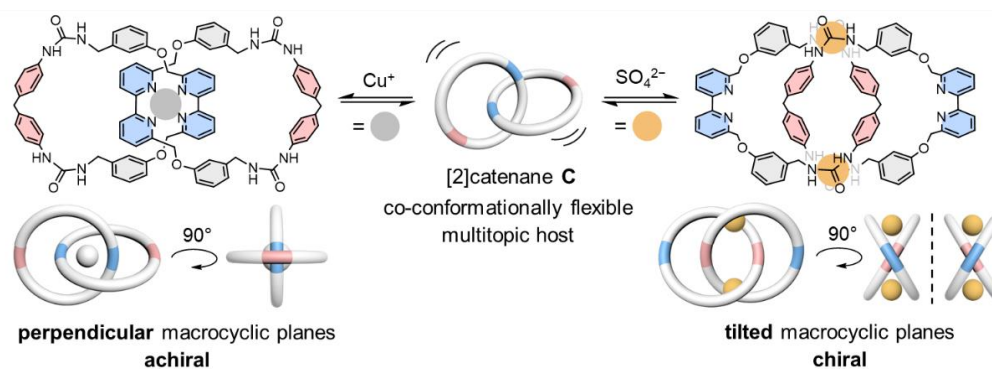 Cu⁺
=
[2]catenane C
co-conformationally flexible
multitopic host
SO₄²⁻
=
90°
perpendicular macrocyclic planes
achiral
90°
tilted macrocyclic planes
chiral